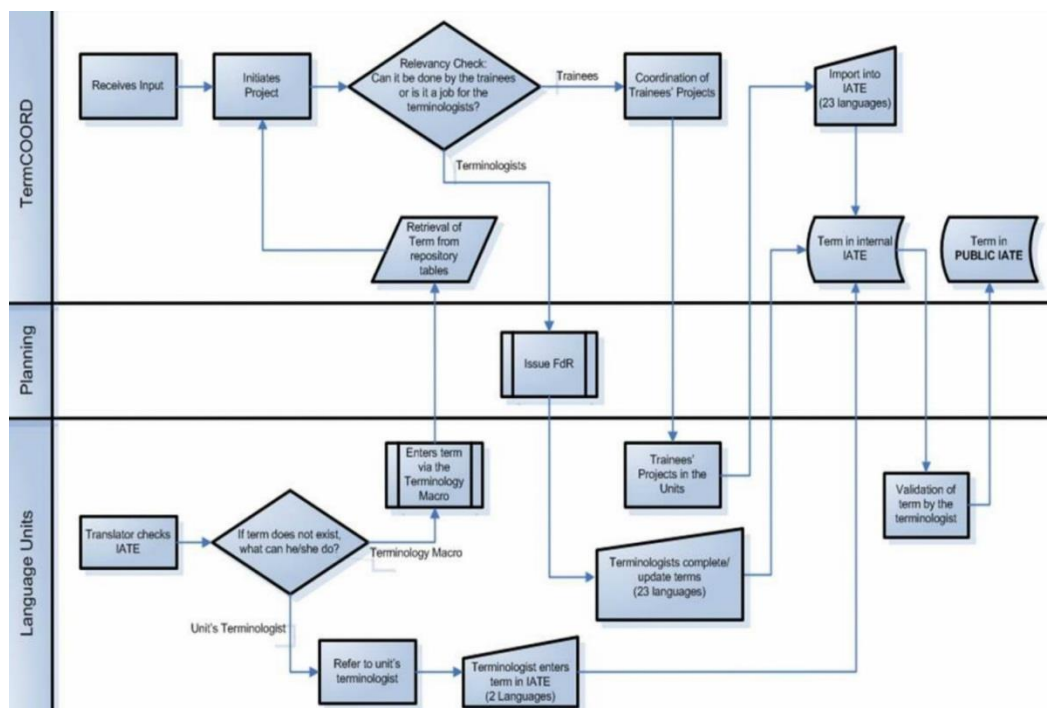 TermCOORD
Receives Input
Initiates
Project
Relevancy Check:
Can it be done by the trainees
or is it a job for the
terminologists?
Trainees
Terminologists
Coordination of
Trainees' Projects
Import into
IATE
(23 languages)
Retrieval of
Term from
repository
tables
Term in internal
IATE
Term in
PUBLIC IATE
Planning
Issue FdR
Language Units
Translator checks
IATE
If term does not exist,
what can he/she do?
Enters term
via the
Terminology
Macro
Terminology Macro
Unit's Terminologist
Refer to unit's
terminologist
Terminologist enters
term in IATE
(2 Languages)
Trainees'
Projects in the
Units
Terminologists complete/
update terms
(23 languages)
Validation of
term by the
terminologist